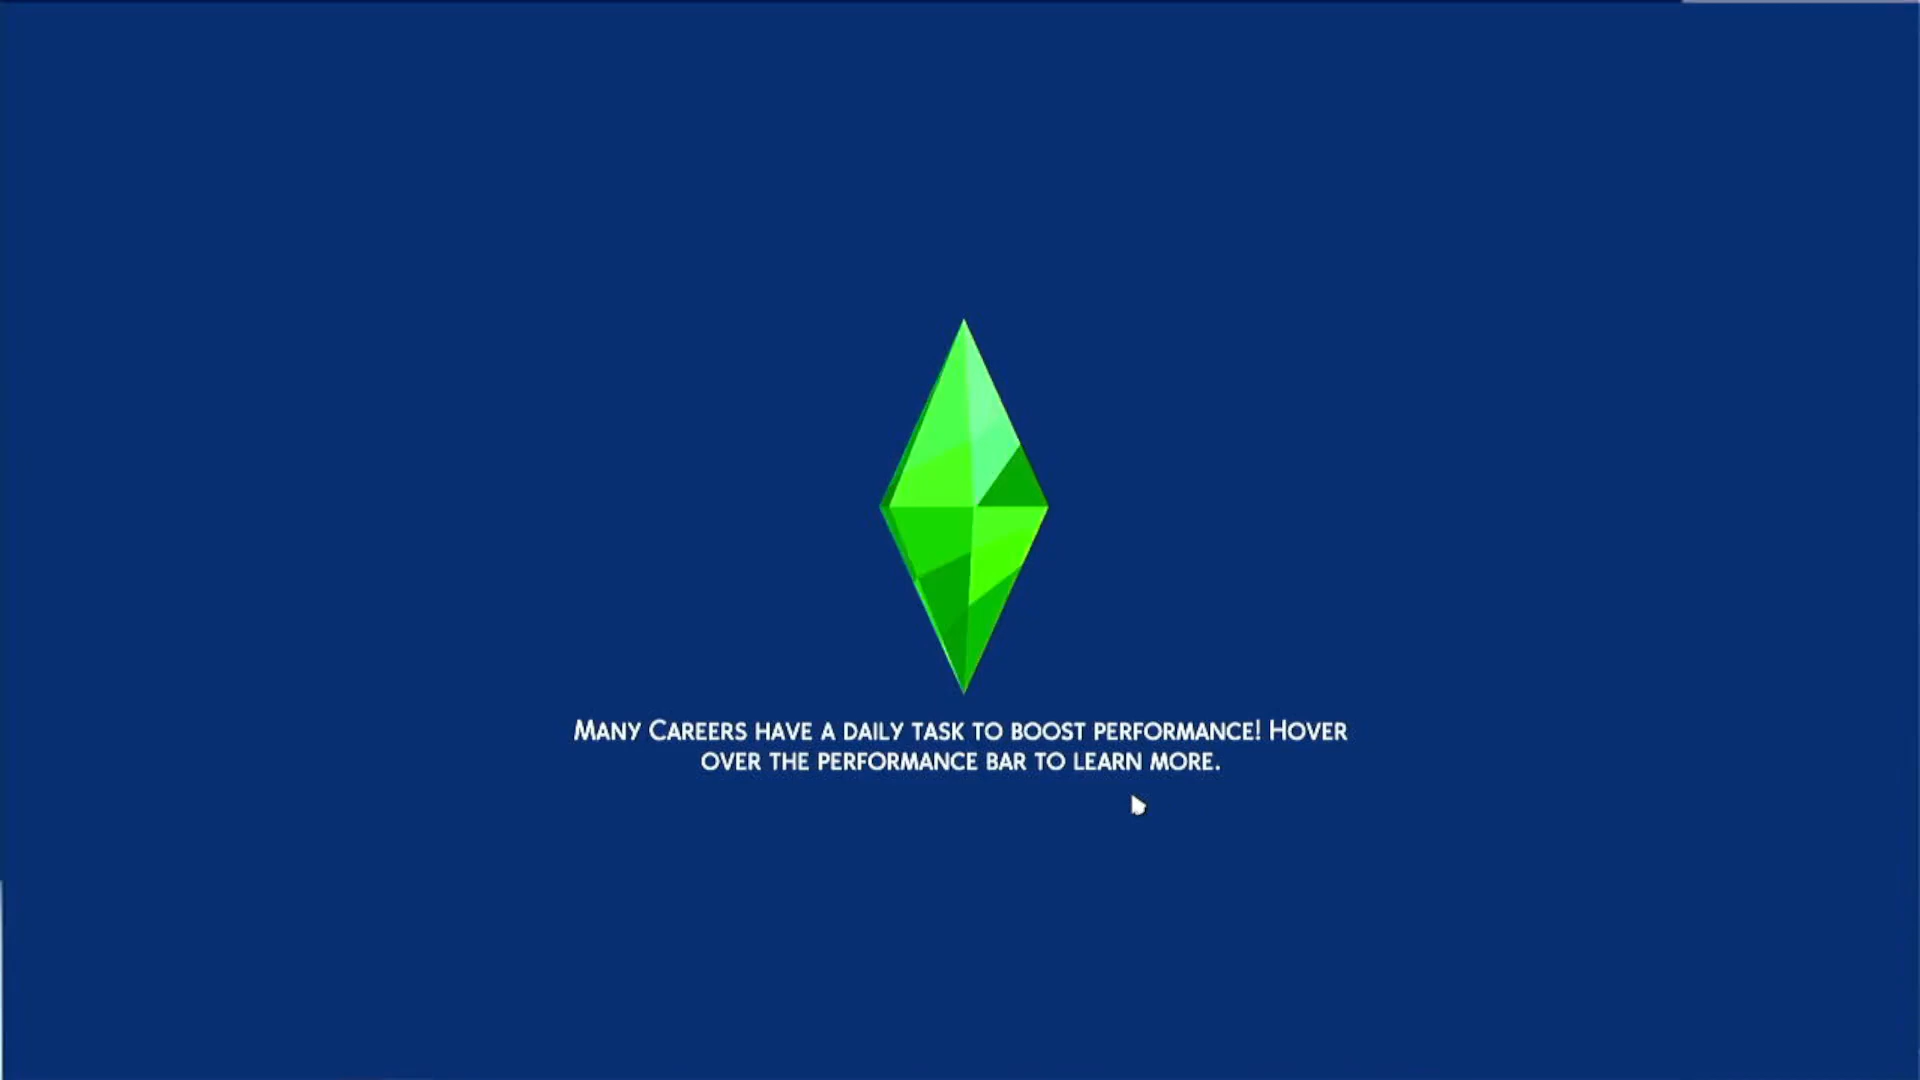 Many Careers have a daily task to boost performance! Hover
over the performance bar to learn more.